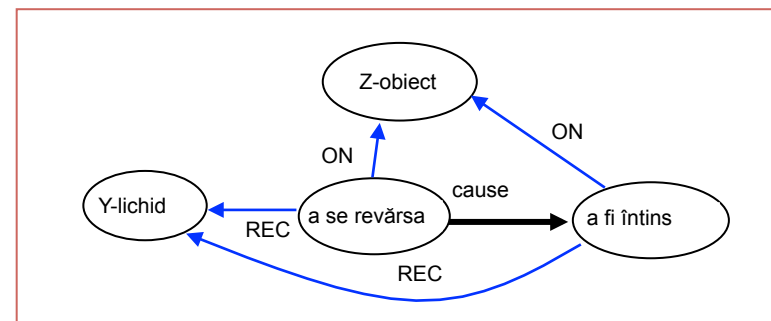 Z-obiect
ON
ON
cause
Y-lichid
a se revărsa
a fi întins
REC
REC